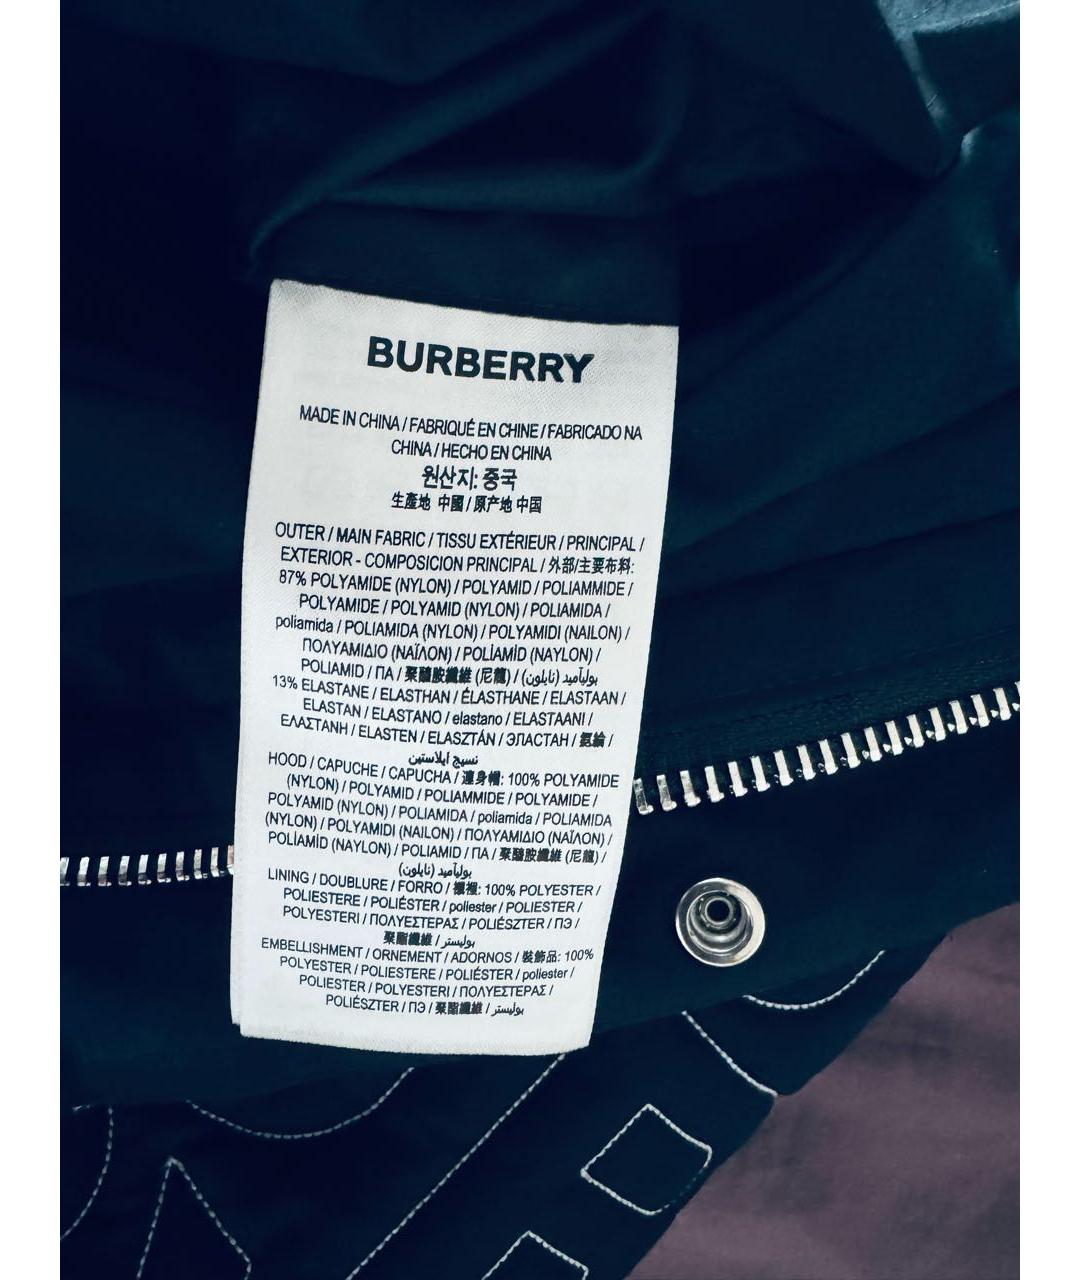 BURBERRY
MADE IN CHINA / FABRIQUÉ EN CHINE / FABRICADO NA
CHINA / HECHO EN CHINA
원산지: 중국
生產地 中國 / 原产地 中国
OUTER / MAIN FABRIC / TISSU EXTÉRIEUR / PRINCIPAL /
EXTERIOR - COMPOSICION PRINCIPAL / 外部/主要布料:
87% POLYAMIDE (NYLON) / POLYAMID / POLIAMMIDE /
POLYAMIDE / POLYAMID (NYLON) / POLIAMIDA /
poliamida / POLIAMIDA (NYLON) / POLYAMIDI (NAILON) /
ΠΟΛΥΑΜΙΔΙΟ (ΝΑΪΛΟΝ) / POLİAMİD (NAYLON) /
POLIAMID / ПА / 聚醯胺纖維 (尼龍) / بولیآمید (نایلون) /
13% ELASTANE / ELASTHAN / ÉLASTHANE / ELASTAAN /
ELASTAN / ELASTANO / elastano / ELASTAANI /
ΕΛΑΣΤΑΝΗ / ELASTEN / ELASZTÁN / ЭЛАСТАН / 氨綸 /
نسيج ايلاستين
HOOD / CAPUCHE / CAPUCHA / 連身帽: 100% POLYAMIDE
(NYLON) / POLYAMID / POLIAMMIDE / POLYAMIDE /
POLYAMID (NYLON) / POLIAMIDA / poliamida / POLIAMIDA
(NYLON) / POLYAMIDI (NAILON) / ΠΟΛΥΑΜΙΔΙΟ (ΝΑΪΛΟΝ) /
POLİAMİD (NAYLON) / POLIAMID / ПА / 聚醯胺纖維 (尼龍) /
بولیآمید (نایلون)
LINING / DOUBLURE / FORRO / 襯裡: 100% POLYESTER /
POLIESTERE / POLIÉSTER / poliester / POLIESTER /
POLYESTERI / ΠΟΛΥΕΣΤΕΡΑΣ / POLIÉSZTER / ПЭ /
聚酯纖維 / بوليستر
EMBELLISHMENT / ORNEMENT / ADORNOS / 裝飾品: 100%
POLYESTER / POLIESTERE / POLIÉSTER / poliester /
POLIESTER / POLYESTERI / ΠΟΛΥΕΣΤΕΡΑΣ /
POLIÉSZTER / ПЭ / 聚酯纖維 / بوليستر